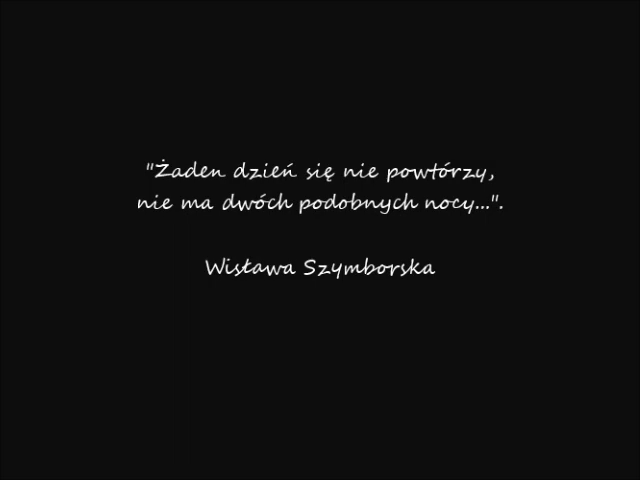 "Żaden dzień się nie powtórzy,
nie ma dwóch podobnych nocy...".
Wisława Szymborska